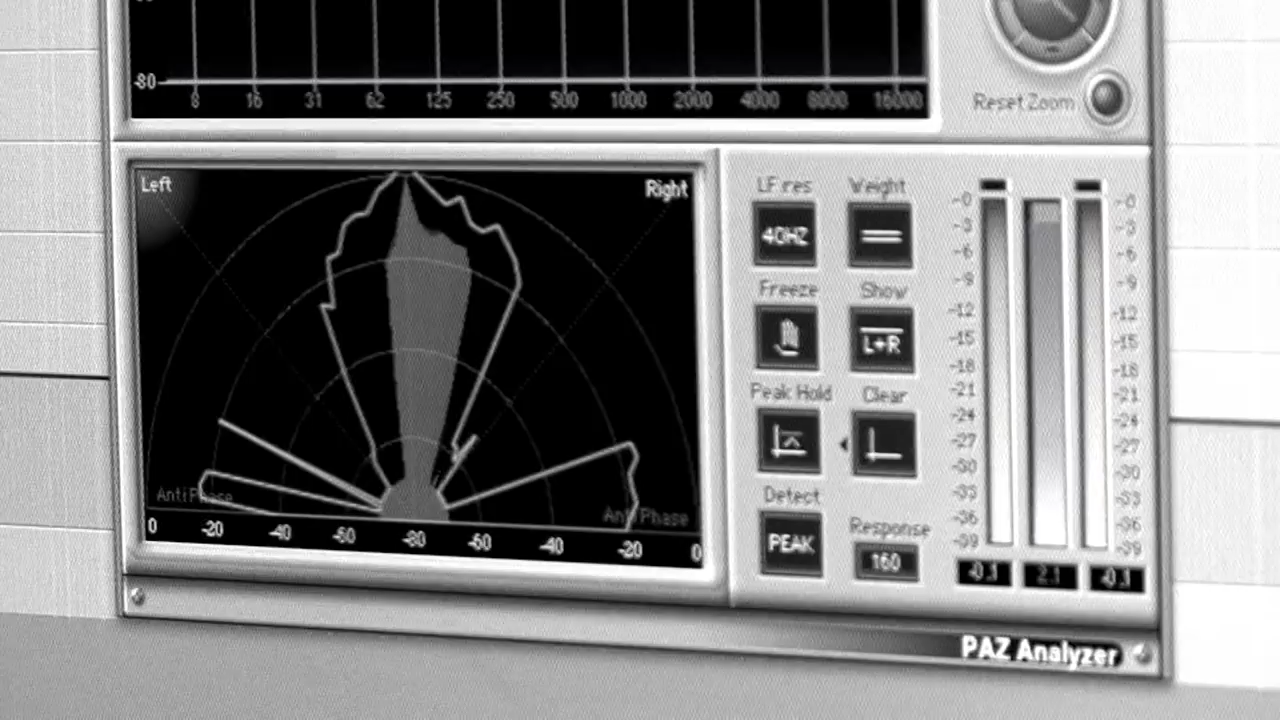 -80
8 16 31 62 125 250 500 1000 2000 4000 8000 16000
Reset Zoom
Left
Right
LF res
Weight
40HZ
Freeze
Show
L+R
Peak Hold
Clear
Detect
PEAK
Response
160
AntiPhase
AntiPhase
0 -20 -40 -60 -80 -60 -40 -20 0
-0
-3
-6
-9
-12
-15
-18
-21
-24
-27
-30
-33
-36
-39
-0
-3
-6
-9
-12
-15
-18
-21
-24
-27
-30
-33
-36
-39
-0.1 2.1 -0.1
PAZ Analyzer